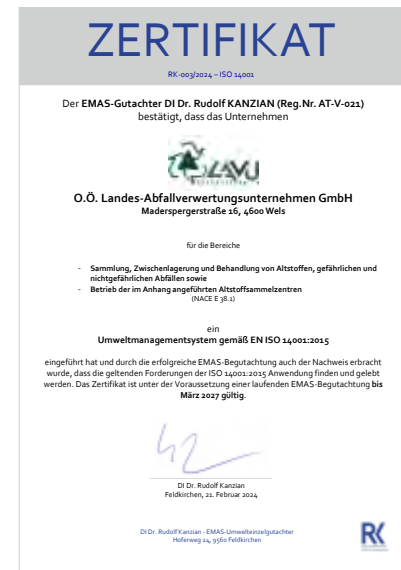 ZERTIFIKAT
RK-003/2024 – ISO 14001
Der EMAS-Gutachter DI Dr. Rudolf KANZIAN (Reg.Nr. AT-V-021)
bestätigt, dass das Unternehmen
LAVU
O.Ö. Landes-Abfallverwertungsunternehmen GmbH
Maderspergerstraße 16, 4600 Wels
für die Bereiche
- Sammlung, Zwischenlagerung und Behandlung von Altstoffen, gefährlichen und
nichtgefährlichen Abfällen sowie
- Betrieb der im Anhang angeführten Altstoffsammelzentren
(NACE E 38.1)
ein
Umweltmanagementsystem gemäß EN ISO 14001:2015
eingeführt hat und durch die erfolgreiche EMAS-Begutachtung auch der Nachweis erbracht
wurde, dass die geltenden Forderungen der ISO 14001:2015 Anwendung finden und gelebt
werden. Das Zertifikat ist unter der Voraussetzung einer laufenden EMAS-Begutachtung bis
März 2027 gültig.
DI Dr. Rudolf Kanzian
Feldkirchen, 21. Februar 2024
DI Dr. Rudolf Kanzian - EMAS-Umwelteinzelgutachter
Hoferweg 24, 9560 Feldkirchen
RK